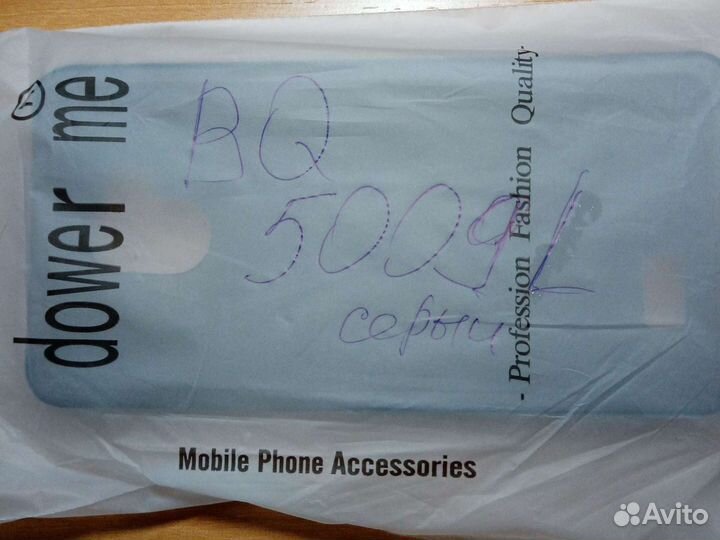 dower me
BQ
5009L
серый
- Profession Fashion Quality-
Mobile Phone Accessories
Avito